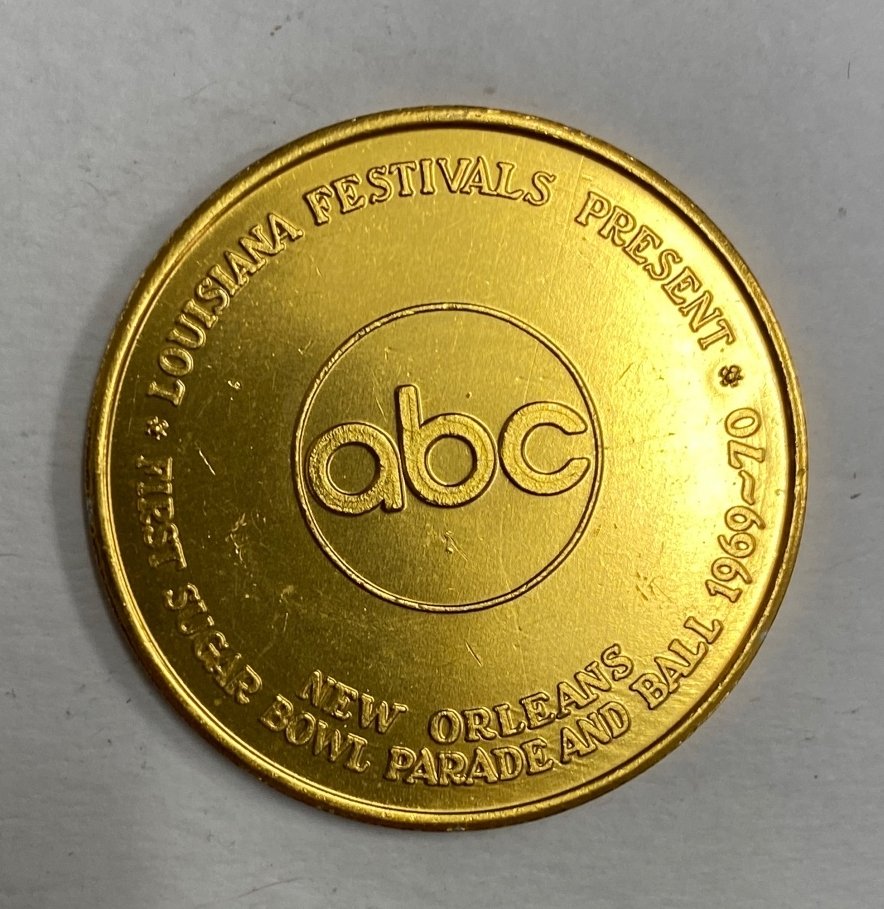 * LOUISIANA FESTIVALS PRESENT *
abc
NEW ORLEANS
FIRST SUGAR BOWL PARADE AND BALL 1969~70